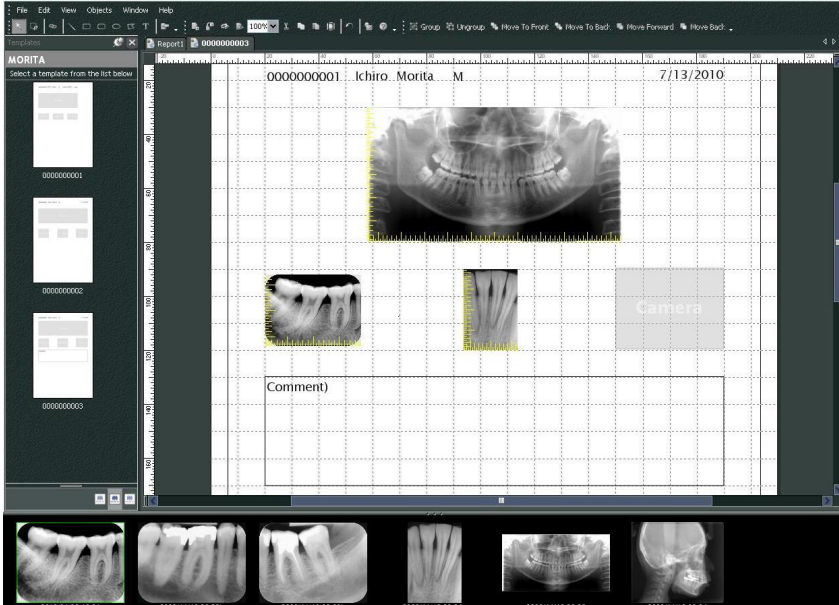 File Edit View Objects Window Help
100% Group Ungroup Move To Front Move To Back Move Forward Move Back
Templates
Report1 0000000003
MORITA
Select a template from the list below
0000000001
0000000002
0000000003
0000000001 Ichiro Morita M 7/13/2010
Camera
Comment)